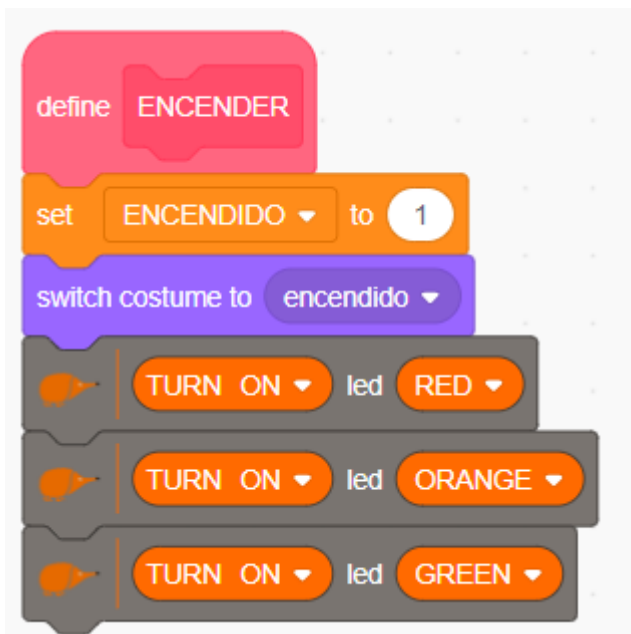 define ENCENDER
set ENCENDIDO to 1
switch costume to encendido
TURN ON led RED
TURN ON led ORANGE
TURN ON led GREEN